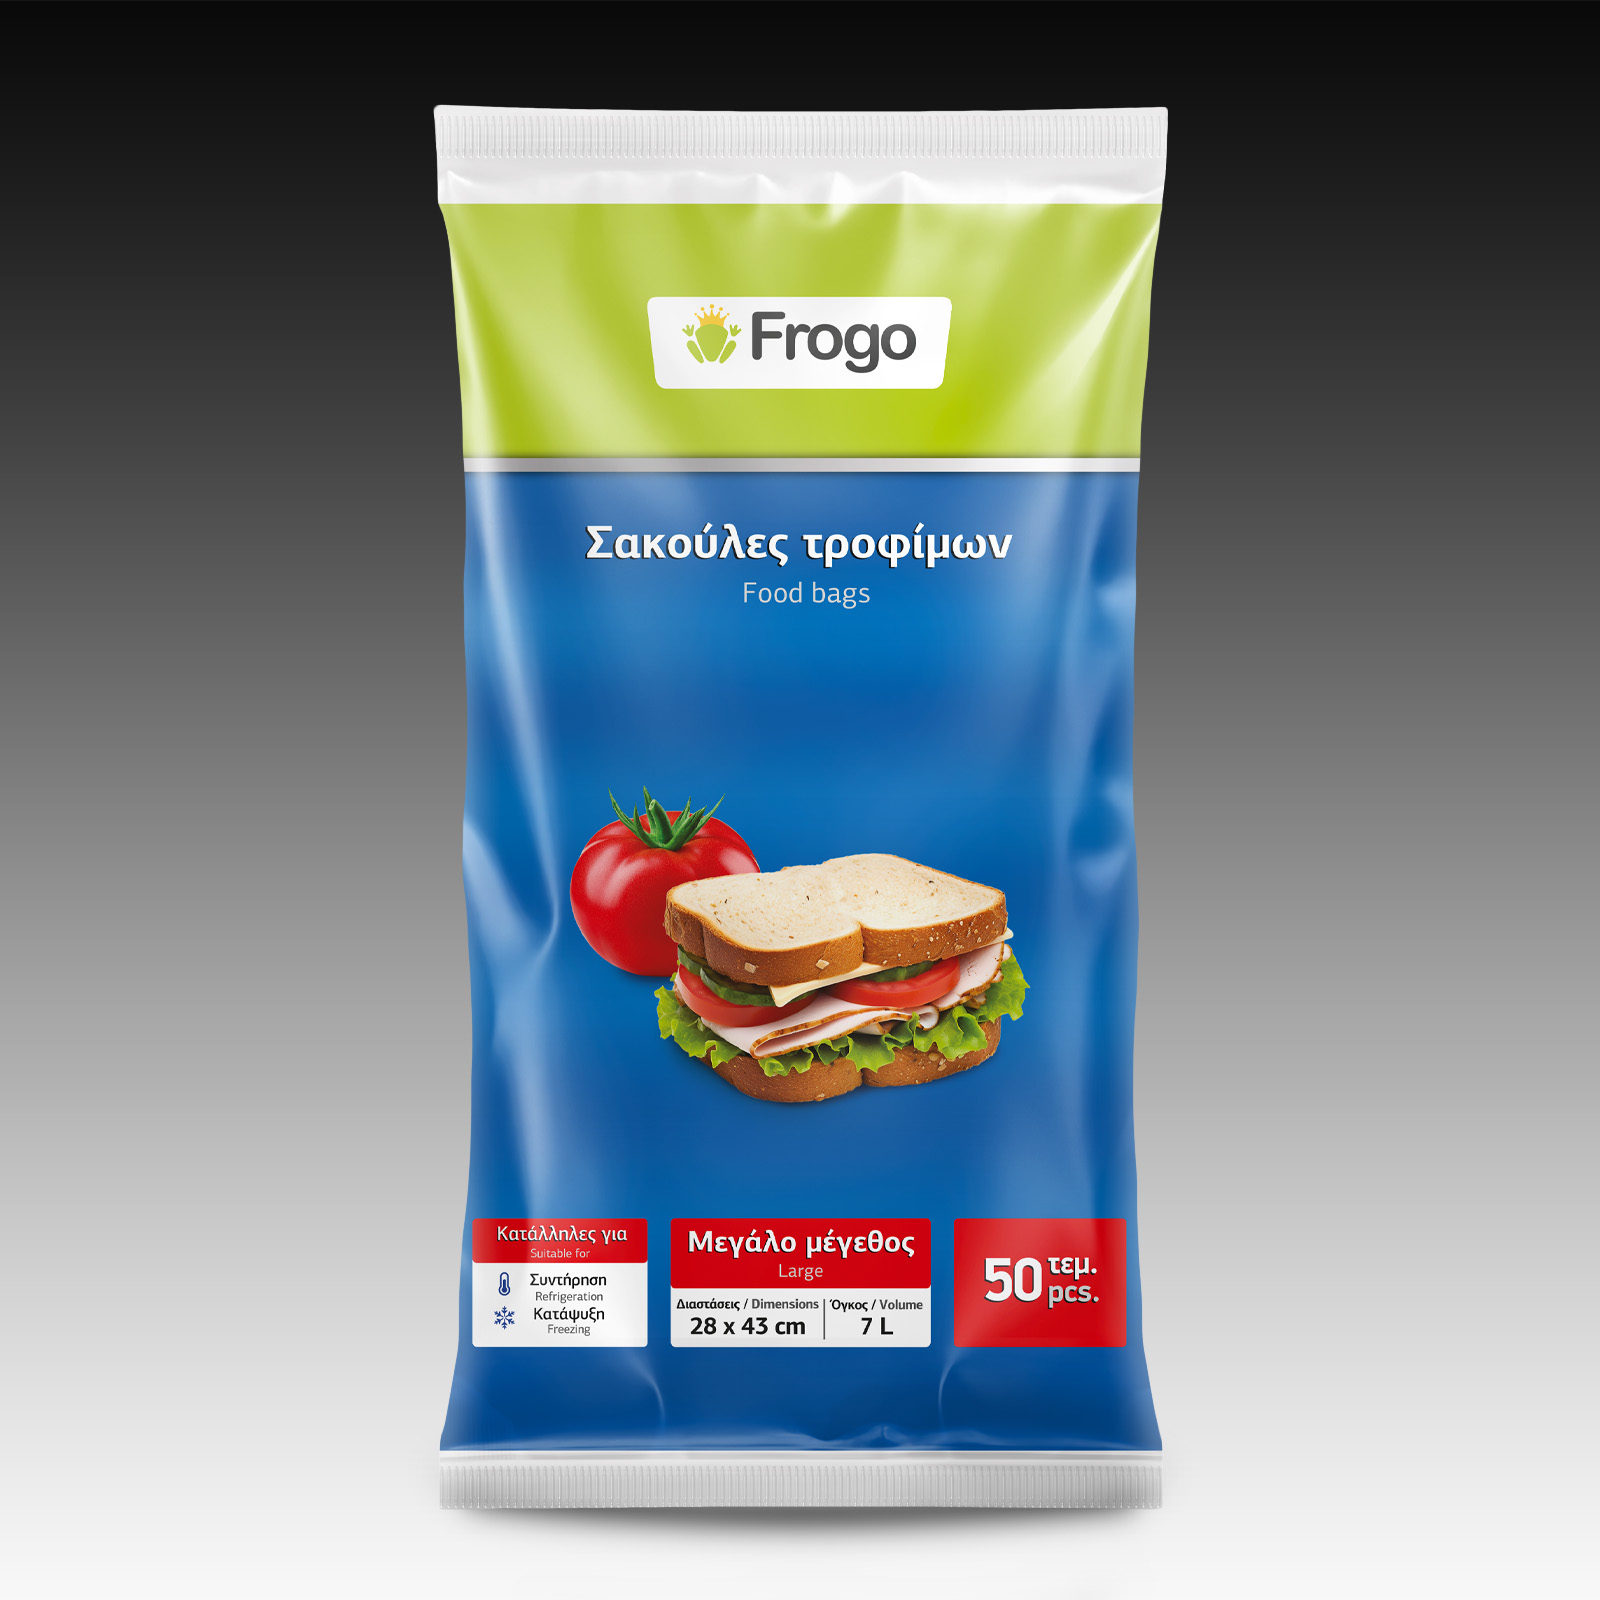 Frogo
Σακούλες τροφίμων
Food bags
Κατάλληλες για
Suitable for
Συντήρηση
Refrigeration
Κατάψυξη
Freezing
Μεγάλο μέγεθος
Large
Διαστάσεις / Dimensions
28 x 43 cm
Όγκος / Volume
7 L
50 τεμ.
pcs.